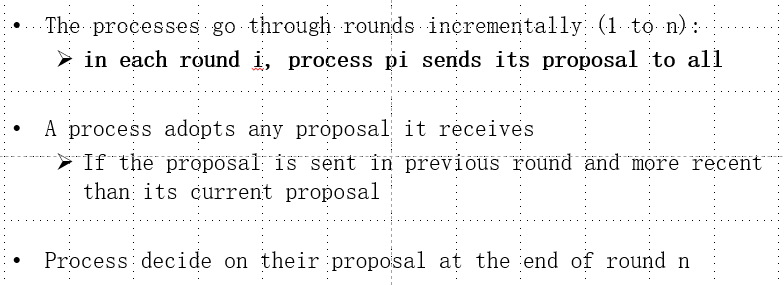 • The processes go through rounds incrementally (1 to n):
➢ in each round i, process pi sends its proposal to all
• A process adopts any proposal it receives
➢ If the proposal is sent in previous round and more recent
than its current proposal
• Process decide on their proposal at the end of round n